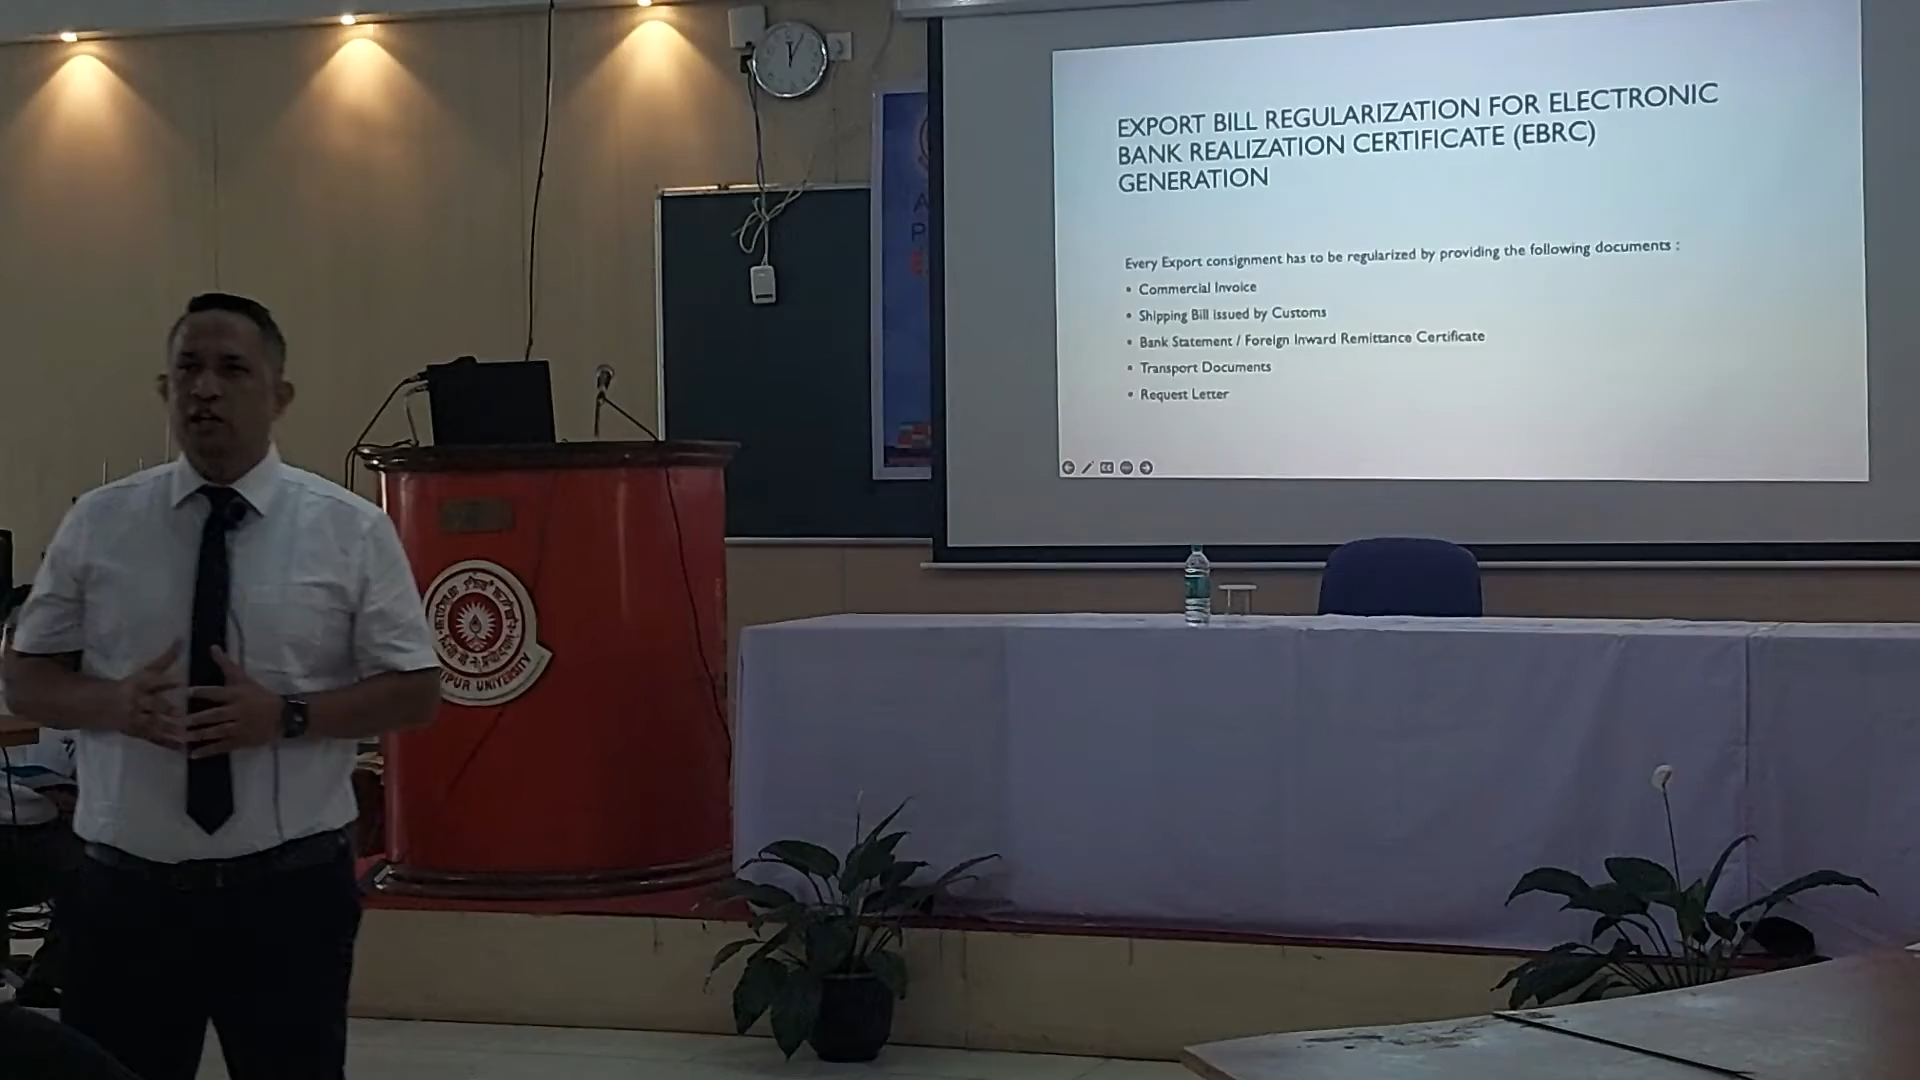 EXPORT BILL REGULARIZATION FOR ELECTRONIC
BANK REALIZATION CERTIFICATE (EBRC)
GENERATION
Every Export consignment has to be regularized by providing the following documents :
• Commercial Invoice
• Shipping Bill issued by Customs
• Bank Statement / Foreign Inward Remittance Certificate
• Transport Documents
• Request Letter
UNIVERSITY